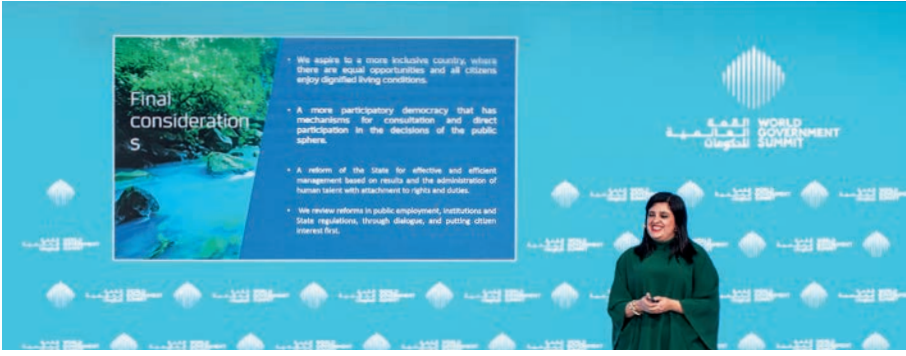 Final
consideration
s
• We aspire to a more inclusive country, where
there are equal opportunities and all citizens
enjoy dignified living conditions.
• A more participatory democracy that has
mechanisms for consultation and direct
participation in the decisions of the public
sphere.
• A reform of the State for effective and efficient
management based on results and the administration of
human talent with attachment to rights and duties.
• We review reforms in public employment, institutions and
State regulations, through dialogue, and putting citizen
interest first.
القمة
العالمية
للحكومات
WORLD
GOVERNMENT
SUMMIT